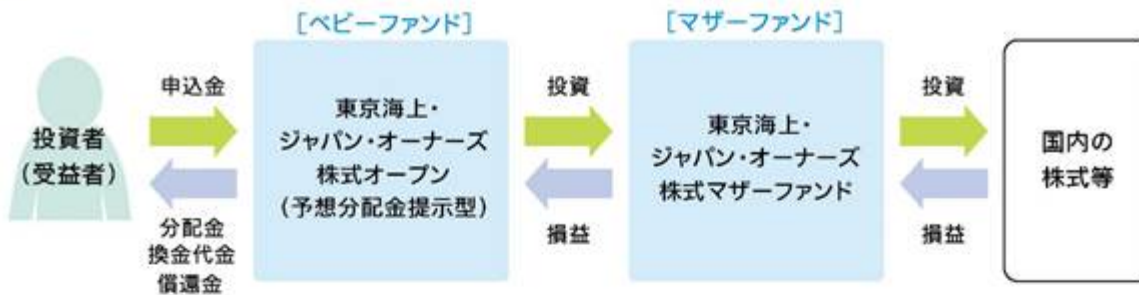 [ベビーファンド]
[マザーファンド]
投資者
(受益者)
申込金
分配金
換金代金
償還金
東京海上・
ジャパン・オーナーズ
株式オープン
(予想分配金提示型)
投資
損益
東京海上・
ジャパン・オーナーズ
株式マザーファンド
投資
損益
国内の
株式等